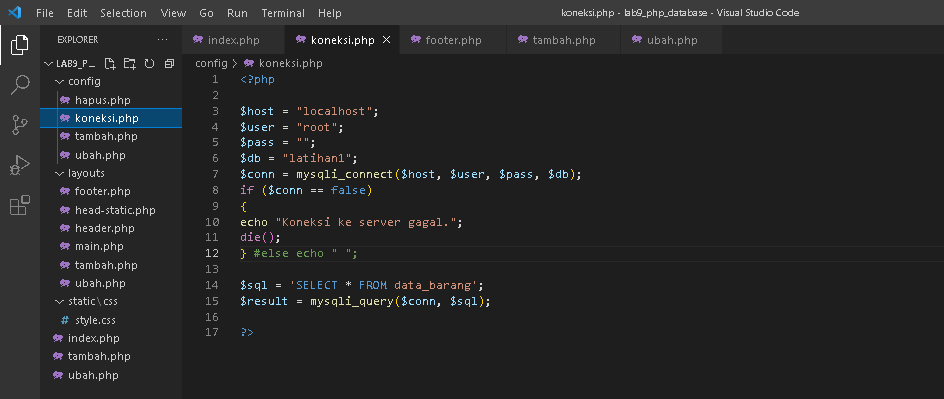 File Edit Selection View Go Run Terminal Help koneksi.php - lab9_php_database - Visual Studio Code
EXPLORER ···
index.php koneksi.php × footer.php tambah.php ubah.php
LAB9_P...
config
hapus.php
koneksi.php
tambah.php
ubah.php
layouts
footer.php
head-static.php
header.php
main.php
tambah.php
ubah.php
static\css
# style.css
index.php
tambah.php
ubah.php
config > koneksi.php
1 <?php
2
3 $host = "localhost";
4 $user = "root";
5 $pass = "";
6 $db = "latihan1";
7 $conn = mysqli_connect($host, $user, $pass, $db);
8 if ($conn == false)
9 {
10 echo "Koneksi ke server gagal.";
11 die();
12 } #else echo " ";
13
14 $sql = 'SELECT * FROM data_barang';
15 $result = mysqli_query($conn, $sql);
16
17 ?>